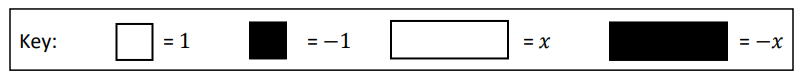 Key: = 1 = −1 = x = −x